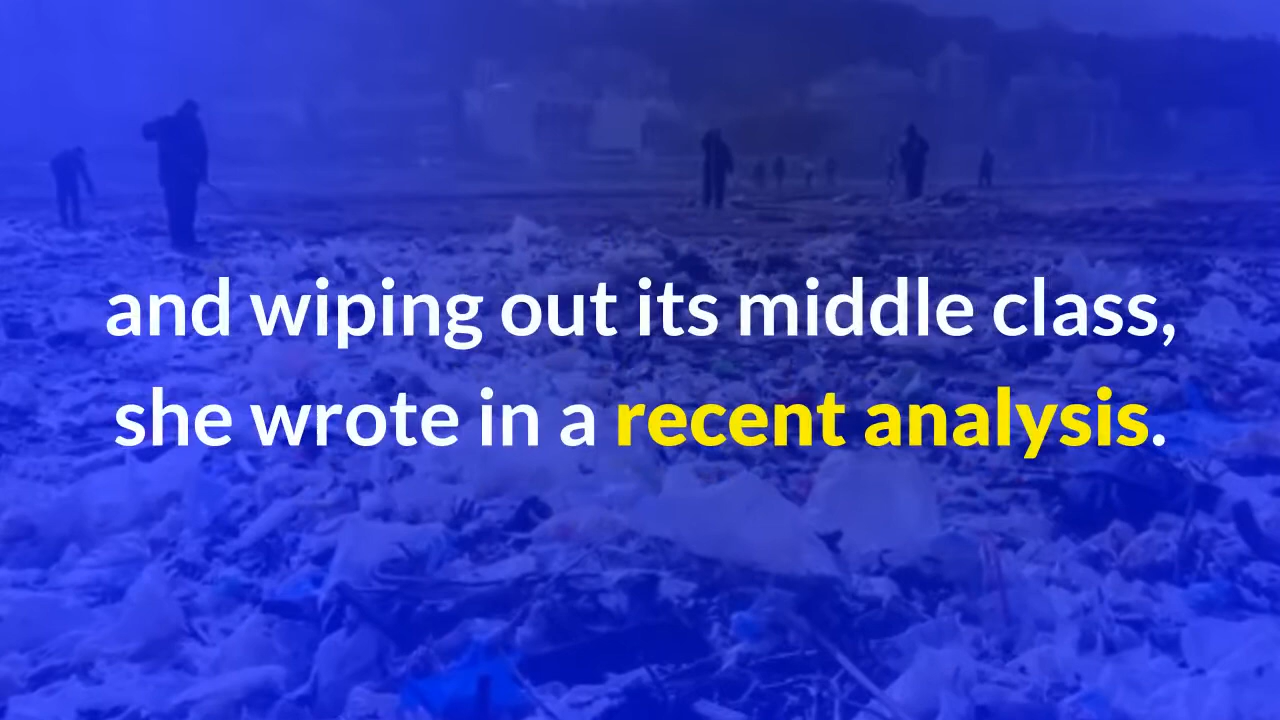 and wiping out its middle class,
she wrote in a recent analysis.